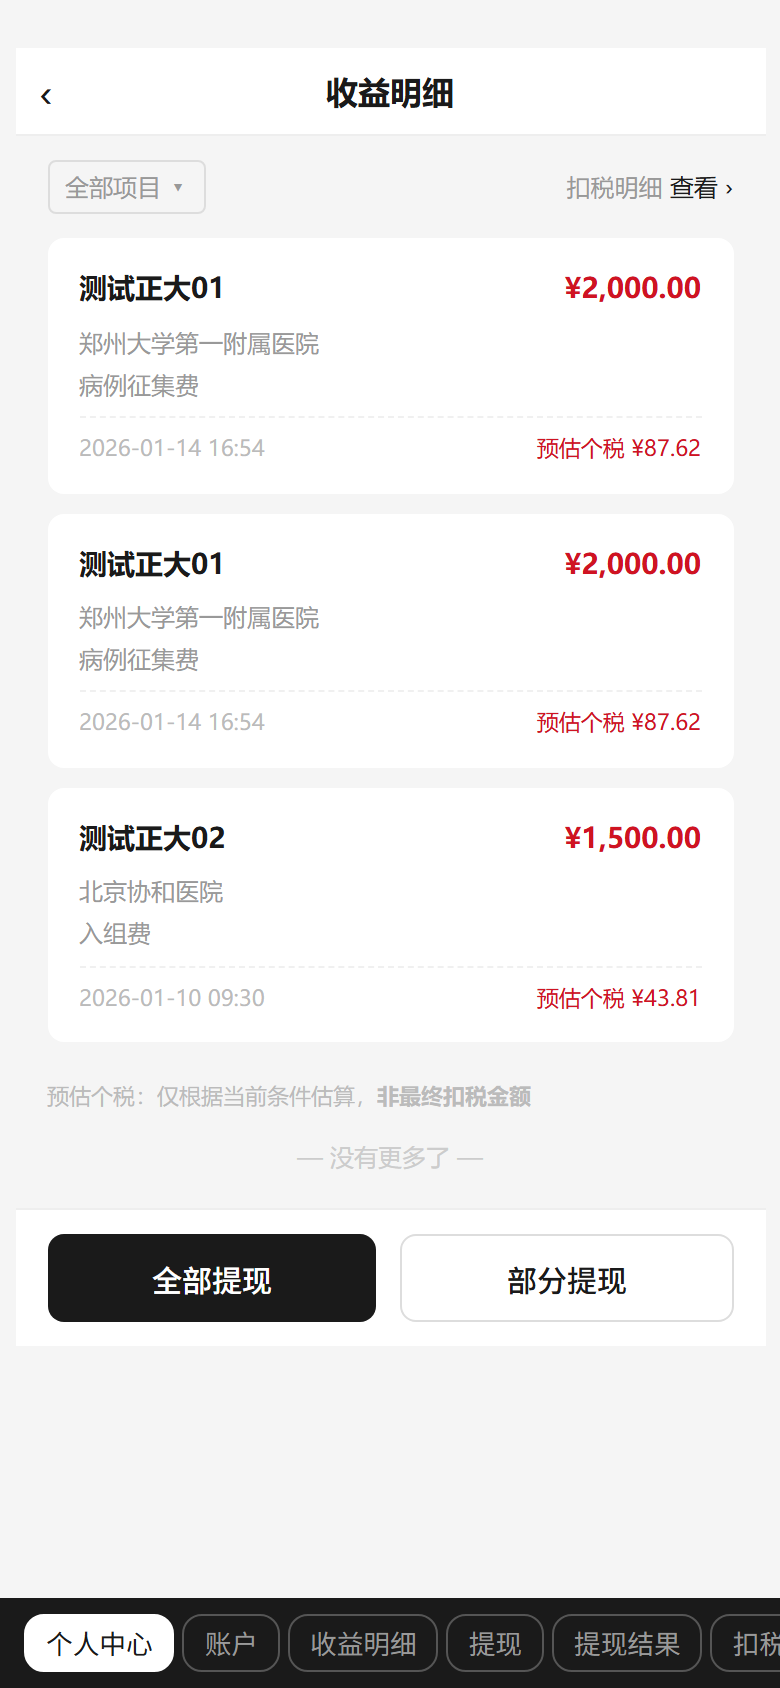 ‹
收益明细
全部项目 ▼
扣税明细 查看 ›
测试正大01 ¥2,000.00
郑州大学第一附属医院
病例征集费
2026-01-14 16:54 预估个税 ¥87.62
测试正大01 ¥2,000.00
郑州大学第一附属医院
病例征集费
2026-01-14 16:54 预估个税 ¥87.62
测试正大02 ¥1,500.00
北京协和医院
入组费
2026-01-10 09:30 预估个税 ¥43.81
预估个税：仅根据当前条件估算，非最终扣税金额
— 没有更多了 —
全部提现 部分提现
个人中心 账户 收益明细 提现 提现结果 扣税